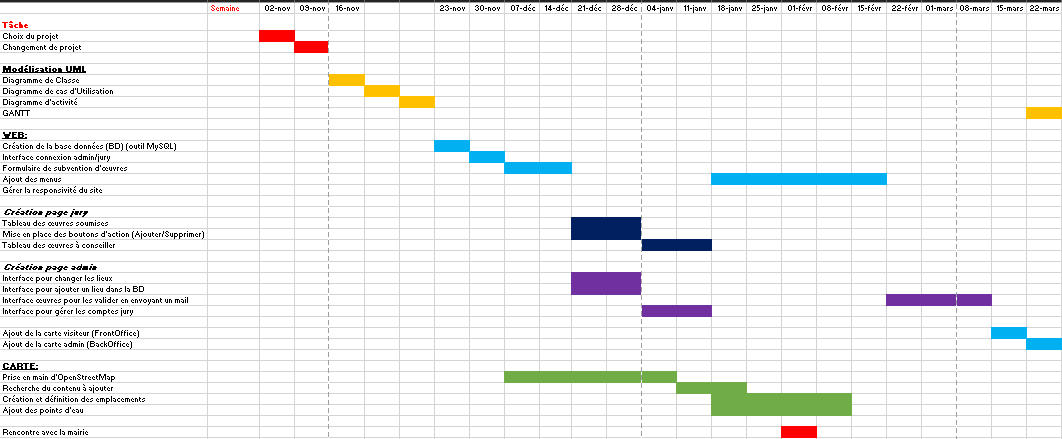 Semaine 02-nov 09-nov 16-nov 23-nov 30-nov 07-déc 14-déc 21-déc 28-déc 04-janv 11-janv 18-janv 25-janv 01-févr 08-févr 15-févr 22-févr 01-mars 08-mars 15-mars 22-mars
Tâche
Choix du projet
Changement de projet
Modélisation UML
Diagramme de Classe
Diagramme de cas d'Utilisation
Diagramme d'activité
GANTT
WEB:
Création de la base données (BD) (outil MySQL)
Interface connexion admin/jury
Formulaire de subvention d'œuvres
Ajout des menus
Gérer la responsivité du site
Création page jury
Tableau des œuvres soumises
Mise en place des boutons d'action (Ajouter/Supprimer)
Tableau des œuvres à conseiller
Création page admin
Interface pour changer les lieux
Interface pour ajouter un lieu dans la BD
Interface œuvres pour les valider en envoyant un mail
Interface pour gérer les comptes jury
Ajout de la carte visiteur (FrontOffice)
Ajout de la carte admin (BackOffice)
CARTE:
Prise en main d'OpenStreetMap
Recherche du contenu à ajouter
Création et définition des emplacements
Ajout des points d'eau
Rencontre avec la mairie